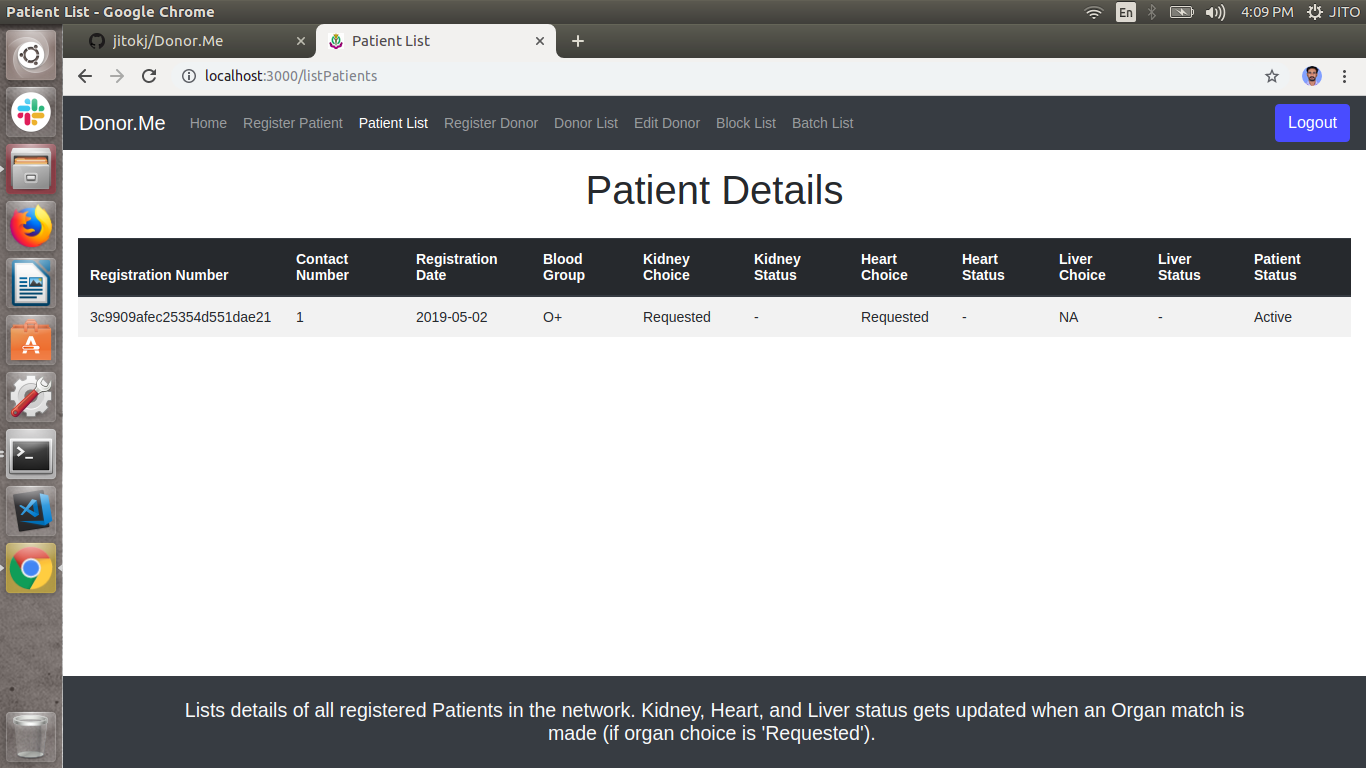 Patient List - Google Chrome
En
4:09 PM
JITO
jitokj/Donor.Me
Patient List
localhost:3000/listPatients
Donor.Me
Home
Register Patient
Patient List
Register Donor
Donor List
Edit Donor
Block List
Batch List
Logout
Patient Details
Registration Number
Contact Number
Registration Date
Blood Group
Kidney Choice
Kidney Status
Heart Choice
Heart Status
Liver Choice
Liver Status
Patient Status
3c9909afec25354d551dae21
1
2019-05-02
O+
Requested
-
Requested
-
NA
-
Active
Lists details of all registered Patients in the network. Kidney, Heart, and Liver status gets updated when an Organ match is
made (if organ choice is 'Requested').